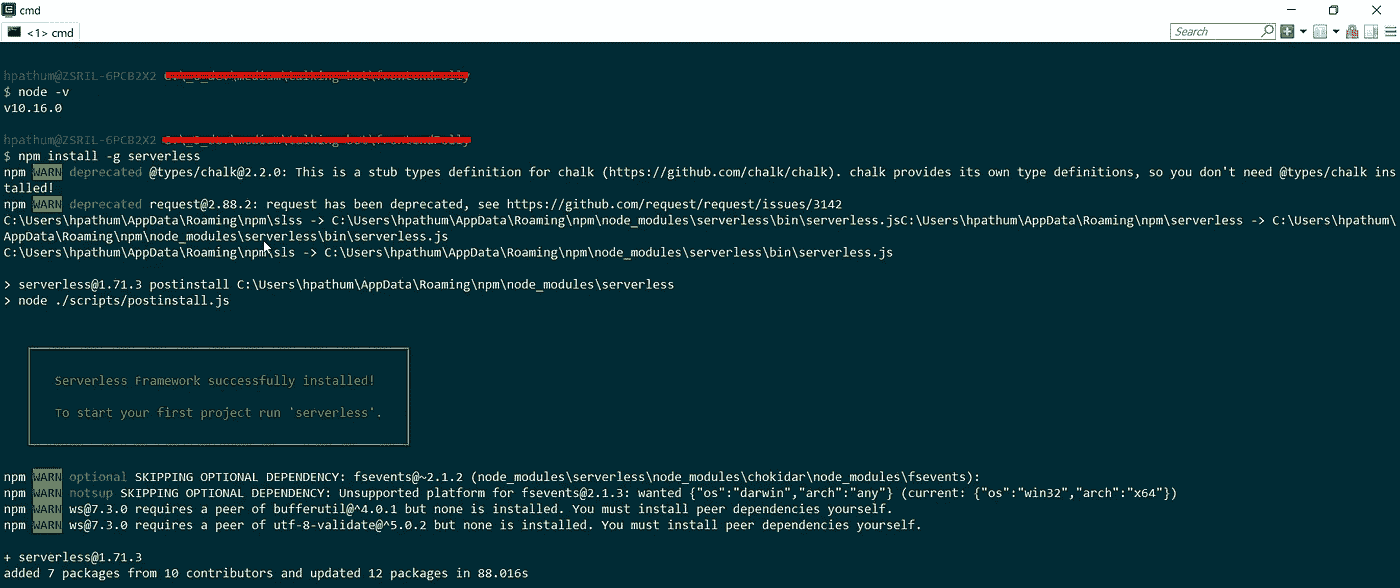 cmd
<1> cmd
Search
hpathum@ZSRIL-6PCB2X2
$ node -v
v10.16.0
hpathum@ZSRIL-6PCB2X2
$ npm install -g serverless
npm WARN deprecated @types/chalk@2.2.0: This is a stub types definition for chalk (https://github.com/chalk/chalk). chalk provides its own type definitions, so you don't need @types/chalk ins
talled!
npm WARN deprecated request@2.88.2: request has been deprecated, see https://github.com/request/request/issues/3142
C:\Users\hpathum\AppData\Roaming\npm\slss -> C:\Users\hpathum\AppData\Roaming\npm\node_modules\serverless\bin\serverless.jsC:\Users\hpathum\AppData\Roaming\npm\serverless -> C:\Users\hpathum\
AppData\Roaming\npm\node_modules\serverless\bin\serverless.js
C:\Users\hpathum\AppData\Roaming\npm\sls -> C:\Users\hpathum\AppData\Roaming\npm\node_modules\serverless\bin\serverless.js
> serverless@1.71.3 postinstall C:\Users\hpathum\AppData\Roaming\npm\node_modules\serverless
> node ./scripts/postinstall.js
Serverless Framework successfully installed!
To start your first project run 'serverless'.
npm WARN optional SKIPPING OPTIONAL DEPENDENCY: fsevents@~2.1.2 (node_modules\serverless\node_modules\chokidar\node_modules\fsevents):
npm WARN notsup SKIPPING OPTIONAL DEPENDENCY: Unsupported platform for fsevents@2.1.3: wanted {"os":"darwin","arch":"any"} (current: {"os":"win32","arch":"x64"})
npm WARN ws@7.3.0 requires a peer of bufferutil@^4.0.1 but none is installed. You must install peer dependencies yourself.
npm WARN ws@7.3.0 requires a peer of utf-8-validate@^5.0.2 but none is installed. You must install peer dependencies yourself.
+ serverless@1.71.3
added 7 packages from 10 contributors and updated 12 packages in 88.016s